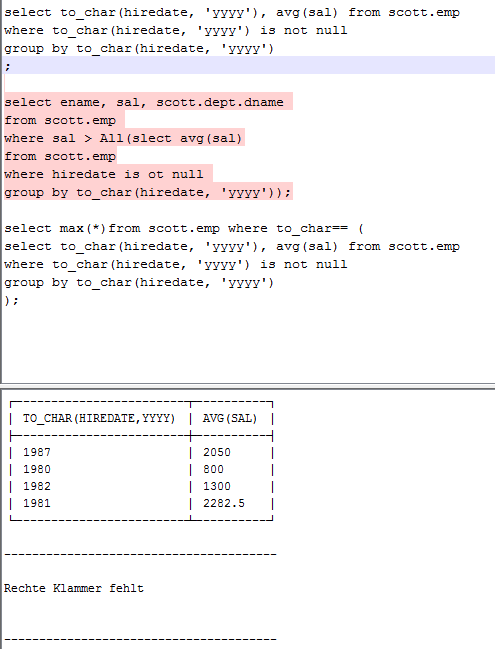 select to_char(hiredate, 'yyyy'), avg(sal) from scott.emp
where to_char(hiredate, 'yyyy') is not null
group by to_char(hiredate, 'yyyy')
;
select ename, sal, scott.dept.dname
from scott.emp
where sal > All(slect avg(sal)
from scott.emp
where hiredate is ot null
group by to_char(hiredate, 'yyyy'));
select max(*)from scott.emp where to_char== (
select to_char(hiredate, 'yyyy'), avg(sal) from scott.emp
where to_char(hiredate, 'yyyy') is not null
group by to_char(hiredate, 'yyyy')
);
TO_CHAR(HIREDATE,YYYY) | AVG(SAL)
1987 | 2050
1980 | 800
1982 | 1300
1981 | 2282.5
---------------------------------------
Rechte Klammer fehlt
---------------------------------------